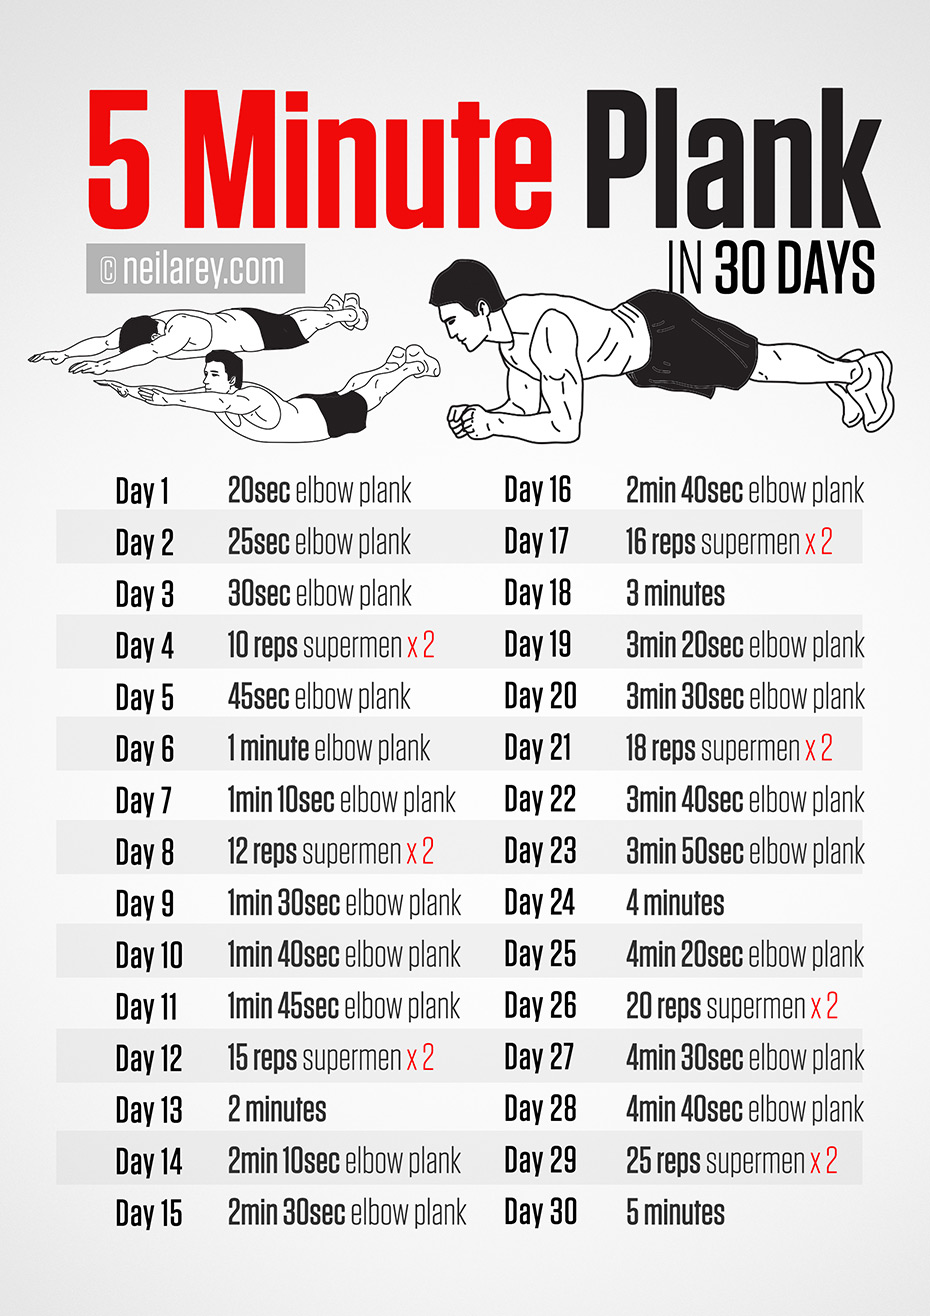 5 Minute Plank
© neilarey.com
IN 30 DAYS
Day 1 20sec elbow plank
Day 2 25sec elbow plank
Day 3 30sec elbow plank
Day 4 10 reps supermen x 2
Day 5 45sec elbow plank
Day 6 1 minute elbow plank
Day 7 1min 10sec elbow plank
Day 8 12 reps supermen x 2
Day 9 1min 30sec elbow plank
Day 10 1min 40sec elbow plank
Day 11 1min 45sec elbow plank
Day 12 15 reps supermen x 2
Day 13 2 minutes
Day 14 2min 10sec elbow plank
Day 15 2min 30sec elbow plank
Day 16 2min 40sec elbow plank
Day 17 16 reps supermen x 2
Day 18 3 minutes
Day 19 3min 20sec elbow plank
Day 20 3min 30sec elbow plank
Day 21 18 reps supermen x 2
Day 22 3min 40sec elbow plank
Day 23 3min 50sec elbow plank
Day 24 4 minutes
Day 25 4min 20sec elbow plank
Day 26 20 reps supermen x 2
Day 27 4min 30sec elbow plank
Day 28 4min 40sec elbow plank
Day 29 25 reps supermen x 2
Day 30 5 minutes